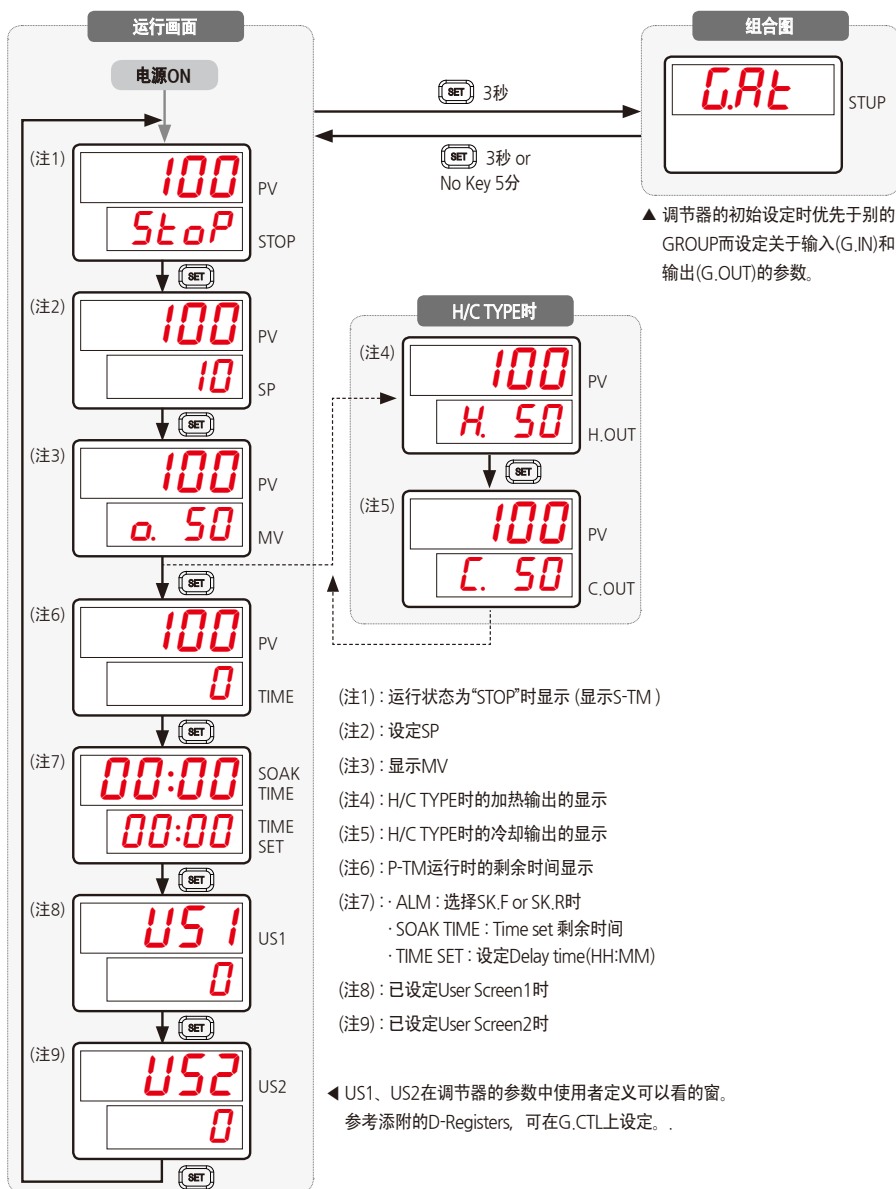 运行画面
电源ON
(注1)
100
PV
StoP
STOP
SET
(注2)
100
PV
10
SP
SET
(注3)
100
PV
o. 50
MV
SET
(注6)
100
PV
0
TIME
SET
(注7)
00:00
SOAK
TIME
00:00
TIME
SET
SET
(注8)
US1
US1
0
SET
(注9)
US2
US2
0
SET
SET 3秒
SET 3秒 or
No Key 5分
组合图
G.At
STUP
▲ 调节器的初始设定时优先于别的
GROUP而设定关于输入(G.IN)和
输出(G.OUT)的参数。
H/C TYPE时
(注4)
100
PV
H. 50
H.OUT
SET
(注5)
100
PV
C. 50
C.OUT
(注1) : 运行状态为“STOP”时显示 (显示S-TM )
(注2) : 设定SP
(注3) : 显示MV
(注4) : H/C TYPE时的加热输出的显示
(注5) : H/C TYPE时的冷却输出的显示
(注6) : P-TM运行时的剩余时间显示
(注7) : · ALM : 选择SK.F or SK.R时
· SOAK TIME : Time set 剩余时间
· TIME SET : 设定Delay time(HH:MM)
(注8) : 已设定User Screen1时
(注9) : 已设定User Screen2时
◀ US1、US2在调节器的参数中使用者定义可以看的窗。
参考添附的D-Registers, 可在G.CTL上设定。.